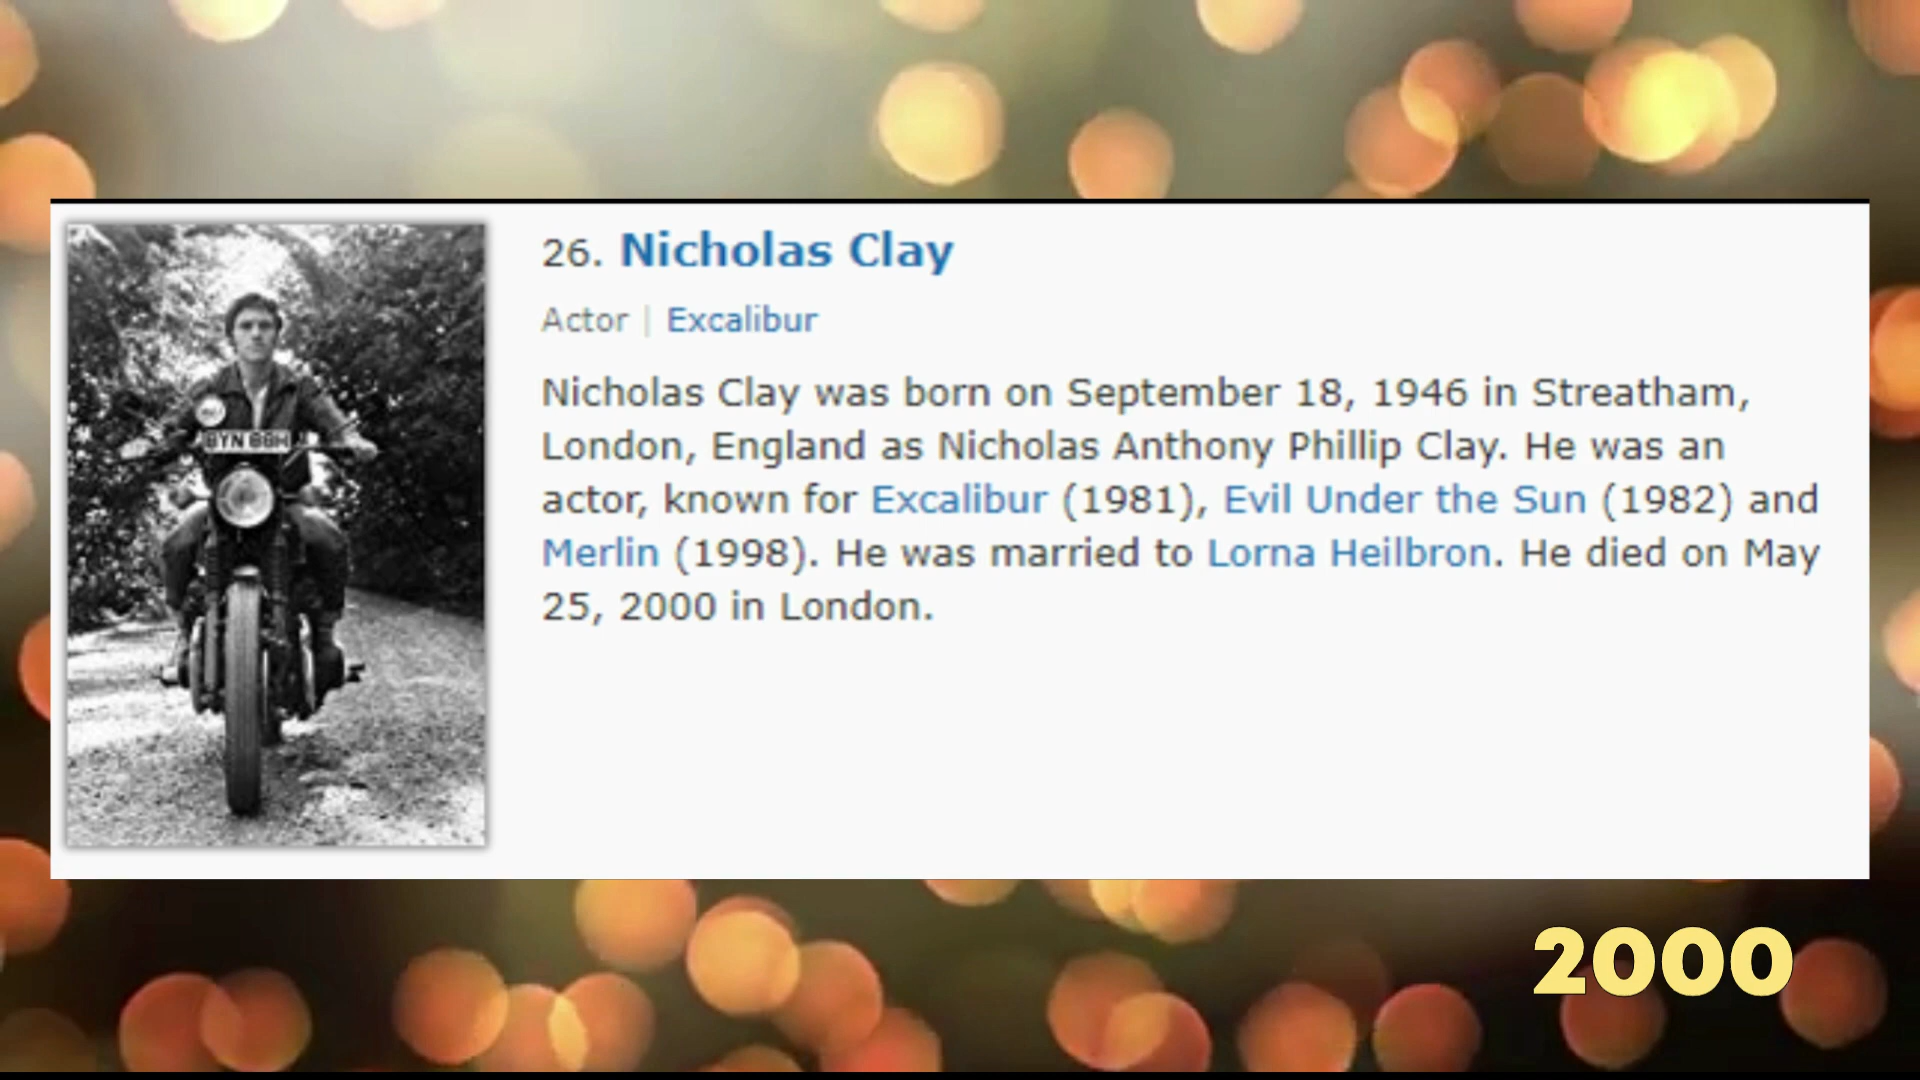 26. Nicholas Clay
Actor | Excalibur
Nicholas Clay was born on September 18, 1946 in Streatham,
London, England as Nicholas Anthony Phillip Clay. He was an
actor, known for Excalibur (1981), Evil Under the Sun (1982) and
Merlin (1998). He was married to Lorna Heilbron. He died on May
25, 2000 in London.
2000